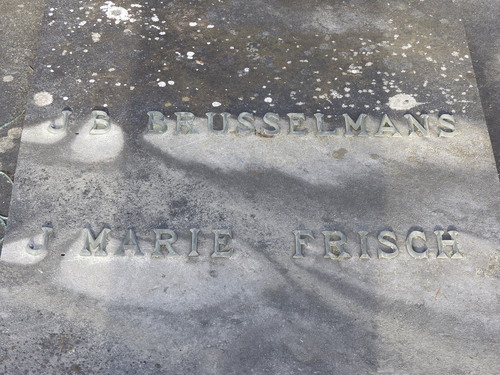 J. B. BRUSSELMANS
J. MARIE FRISCH